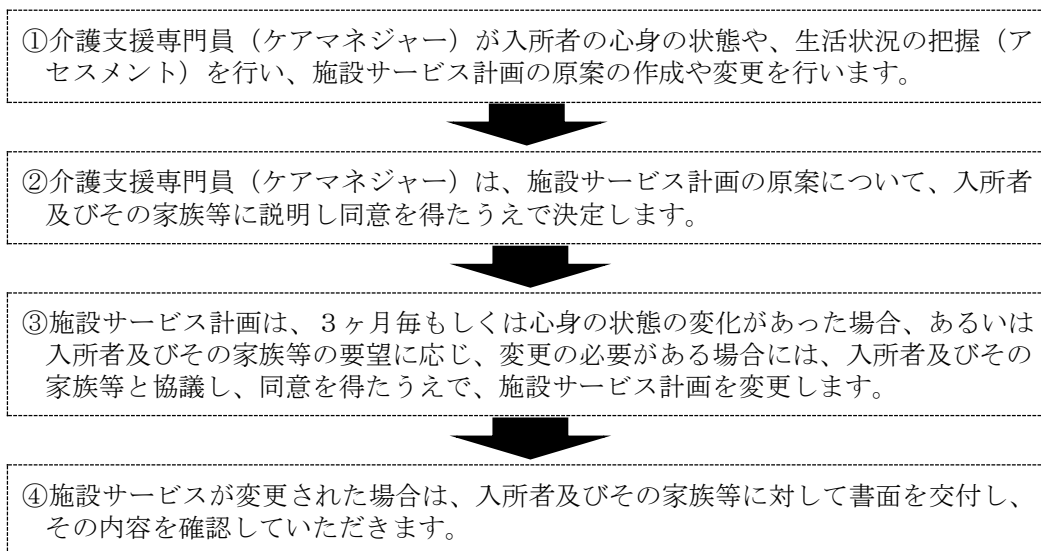 ①介護支援専門員（ケアマネジャー）が入所者の心身の状態や、生活状況の把握（ア
セスメント）を行い、施設サービス計画の原案の作成や変更を行います。
②介護支援専門員（ケアマネジャー）は、施設サービス計画の原案について、入所者
及びその家族等に説明し同意を得たうえで決定します。
③施設サービス計画は、３ヶ月毎もしくは心身の状態の変化があった場合、あるいは
入所者及びその家族等の要望に応じ、変更の必要がある場合には、入所者及びその
家族等と協議し、同意を得たうえで、施設サービス計画を変更します。
④施設サービスが変更された場合は、入所者及びその家族等に対して書面を交付し、
その内容を確認していただきます。